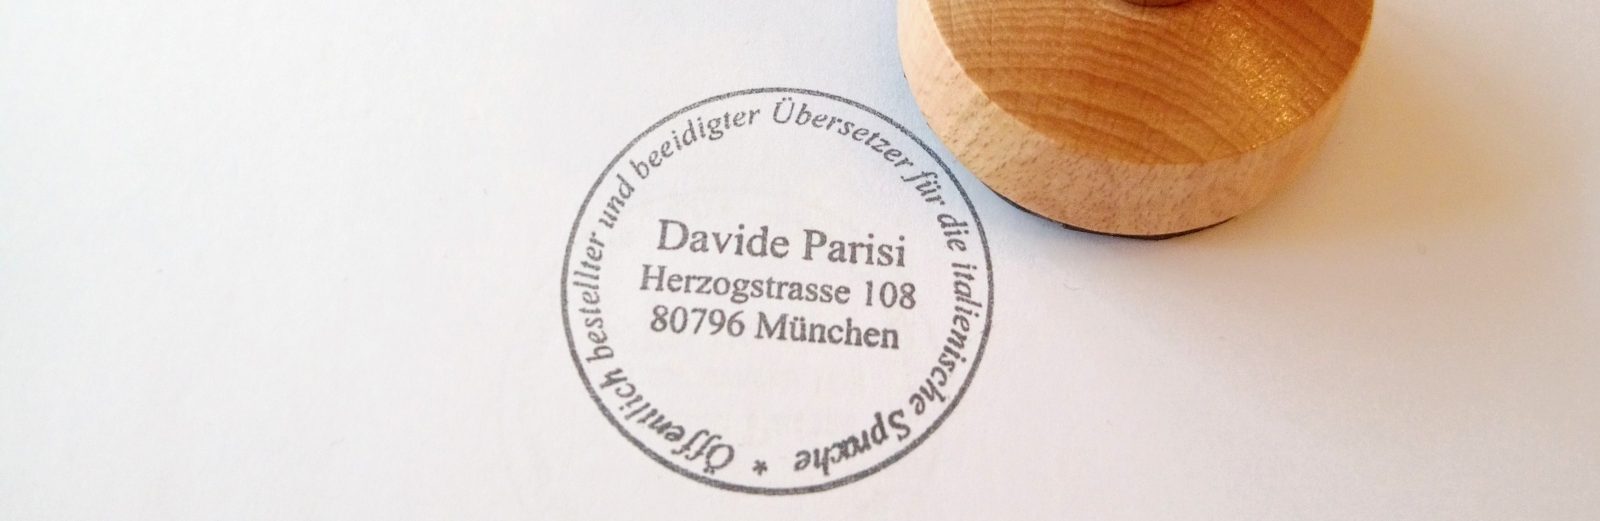 Öffentlich bestellter und beeidigter Übersetzer für die italienische Sprache *
Davide Parisi
Herzogstrasse 108
80796 München